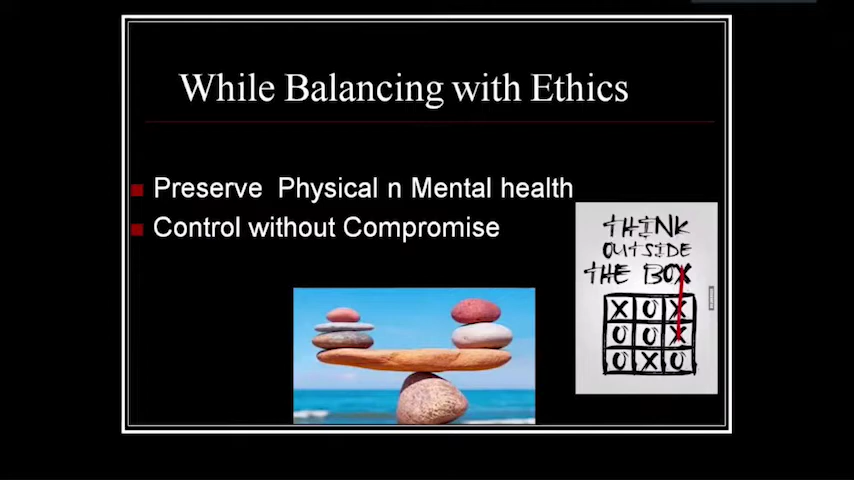 While Balancing with Ethics
Preserve Physical n Mental health
Control without Compromise
THINK
OUTSIDE
THE BOX
X O X
O O X
O X O